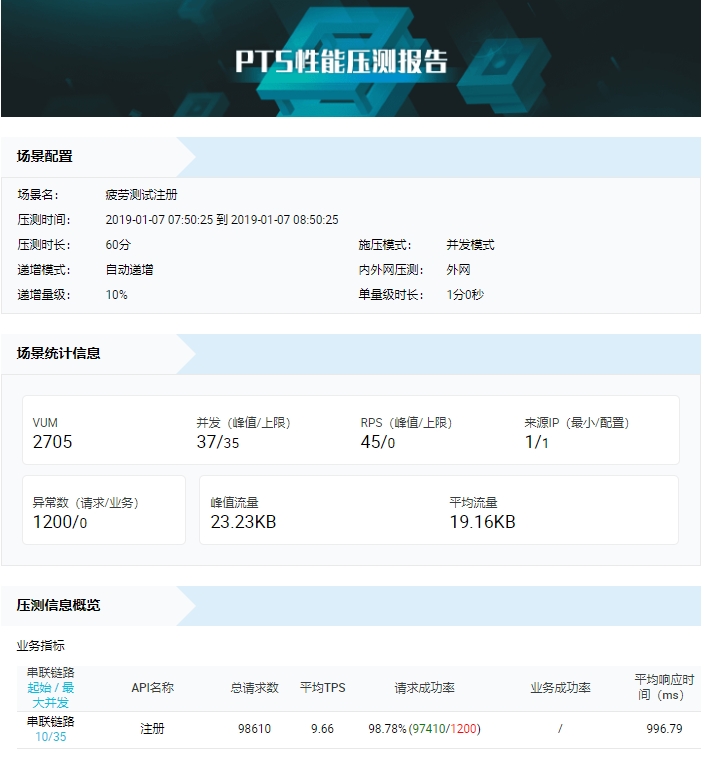 PTS性能压测报告
场景配置
场景名： 疲劳测试注册
压测时间： 2019-01-07 07:50:25 到 2019-01-07 08:50:25
压测时长： 60分 施压模式： 并发模式
递增模式： 自动递增 内外网压测： 外网
递增量级： 10% 单量级时长： 1分0秒
场景统计信息
VUM 并发（峰值/上限） RPS（峰值/上限） 来源IP（最小/配置）
2705 37/35 45/0 1/1
异常数（请求/业务） 峰值流量 平均流量
1200/0 23.23KB 19.16KB
压测信息概览
业务指标
串联链路
起始 / 最
大并发
API名称
总请求数
平均TPS
请求成功率
业务成功率
平均响应时
间（ms）
串联链路
10/35
注册
98610
9.66
98.78%(97410/1200)
/
996.79